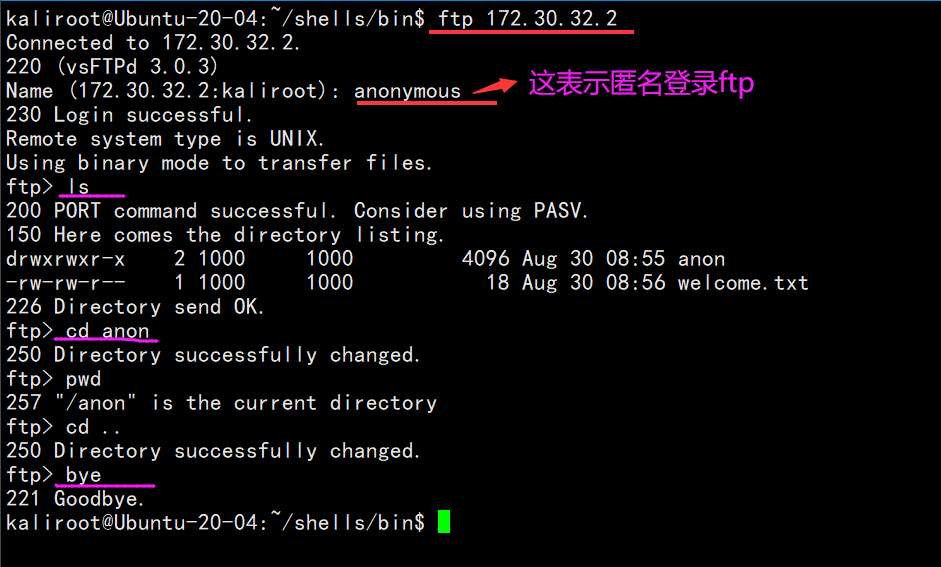 kaliroot@Ubuntu-20-04:~/shells/bin$ ftp 172.30.32.2
Connected to 172.30.32.2.
220 (vsFTPd 3.0.3)
Name (172.30.32.2:kaliroot): anonymous 这表示匿名登录ftp
230 Login successful.
Remote system type is UNIX.
Using binary mode to transfer files.
ftp> ls
200 PORT command successful. Consider using PASV.
150 Here comes the directory listing.
drwxrwxr-x    2 1000     1000         4096 Aug 30 08:55 anon
-rw-rw-r--    1 1000     1000           18 Aug 30 08:56 welcome.txt
226 Directory send OK.
ftp> cd anon
250 Directory successfully changed.
ftp> pwd
257 "/anon" is the current directory
ftp> cd ..
250 Directory successfully changed.
ftp> bye
221 Goodbye.
kaliroot@Ubuntu-20-04:~/shells/bin$